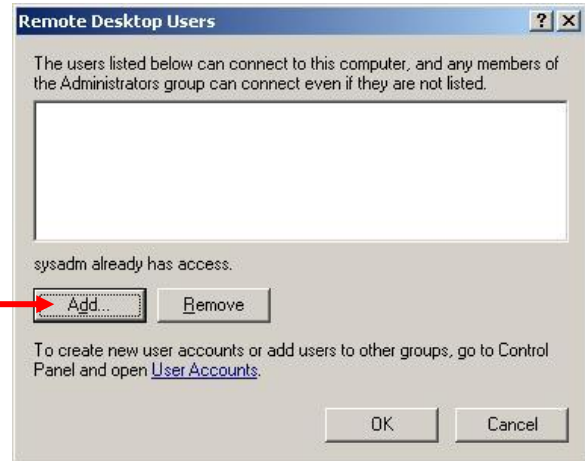 Remote Desktop Users
The users listed below can connect to this computer, and any members of
the Administrators group can connect even if they are not listed.
sysadm already has access.
Add... Remove
To create new user accounts or add users to other groups, go to Control
Panel and open User Accounts.
OK Cancel